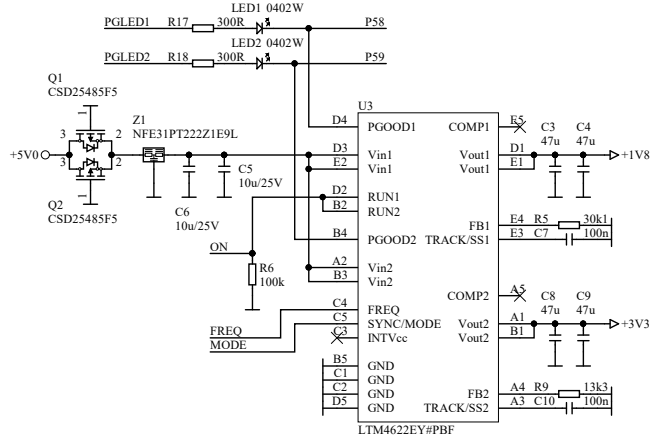 LED1 0402W
PGLED1 R17 300R P58
LED2 0402W
PGLED2 R18 300R P59
Q1
CSD25485F5
Z1
NFE31PT222Z1E9L
1
3 2
+5V0
3 2
1
Q2
CSD25485F5
C5
10u/25V
C6
10u/25V
ON
R6
100k
FREQ
MODE
U3
D4 PGOOD1
D3 Vin1
E2 Vin1
D2 RUN1
B2 RUN2
B4 PGOOD2
A2 Vin2
B3 Vin2
C4 FREQ
C5 SYNC/MODE
C3 INTVcc
B5 GND
C1 GND
C2 GND
D5 GND
COMP1 E5
Vout1 D1
Vout1 E1
FB1 E4 R5 30k1
TRACK/SS1 E3 C7 100n
COMP2 A5
Vout2 A1
Vout2 B1
FB2 A4 R9 13k3
TRACK/SS2 A3 C10 100n
C3 C4
47u 47u
+1V8
C8 C9
47u 47u
+3V3
LTM4622EY#PBF